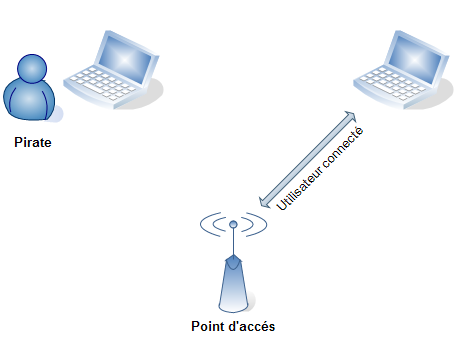 Pirate
Utilisateur connecté
Point d'accés